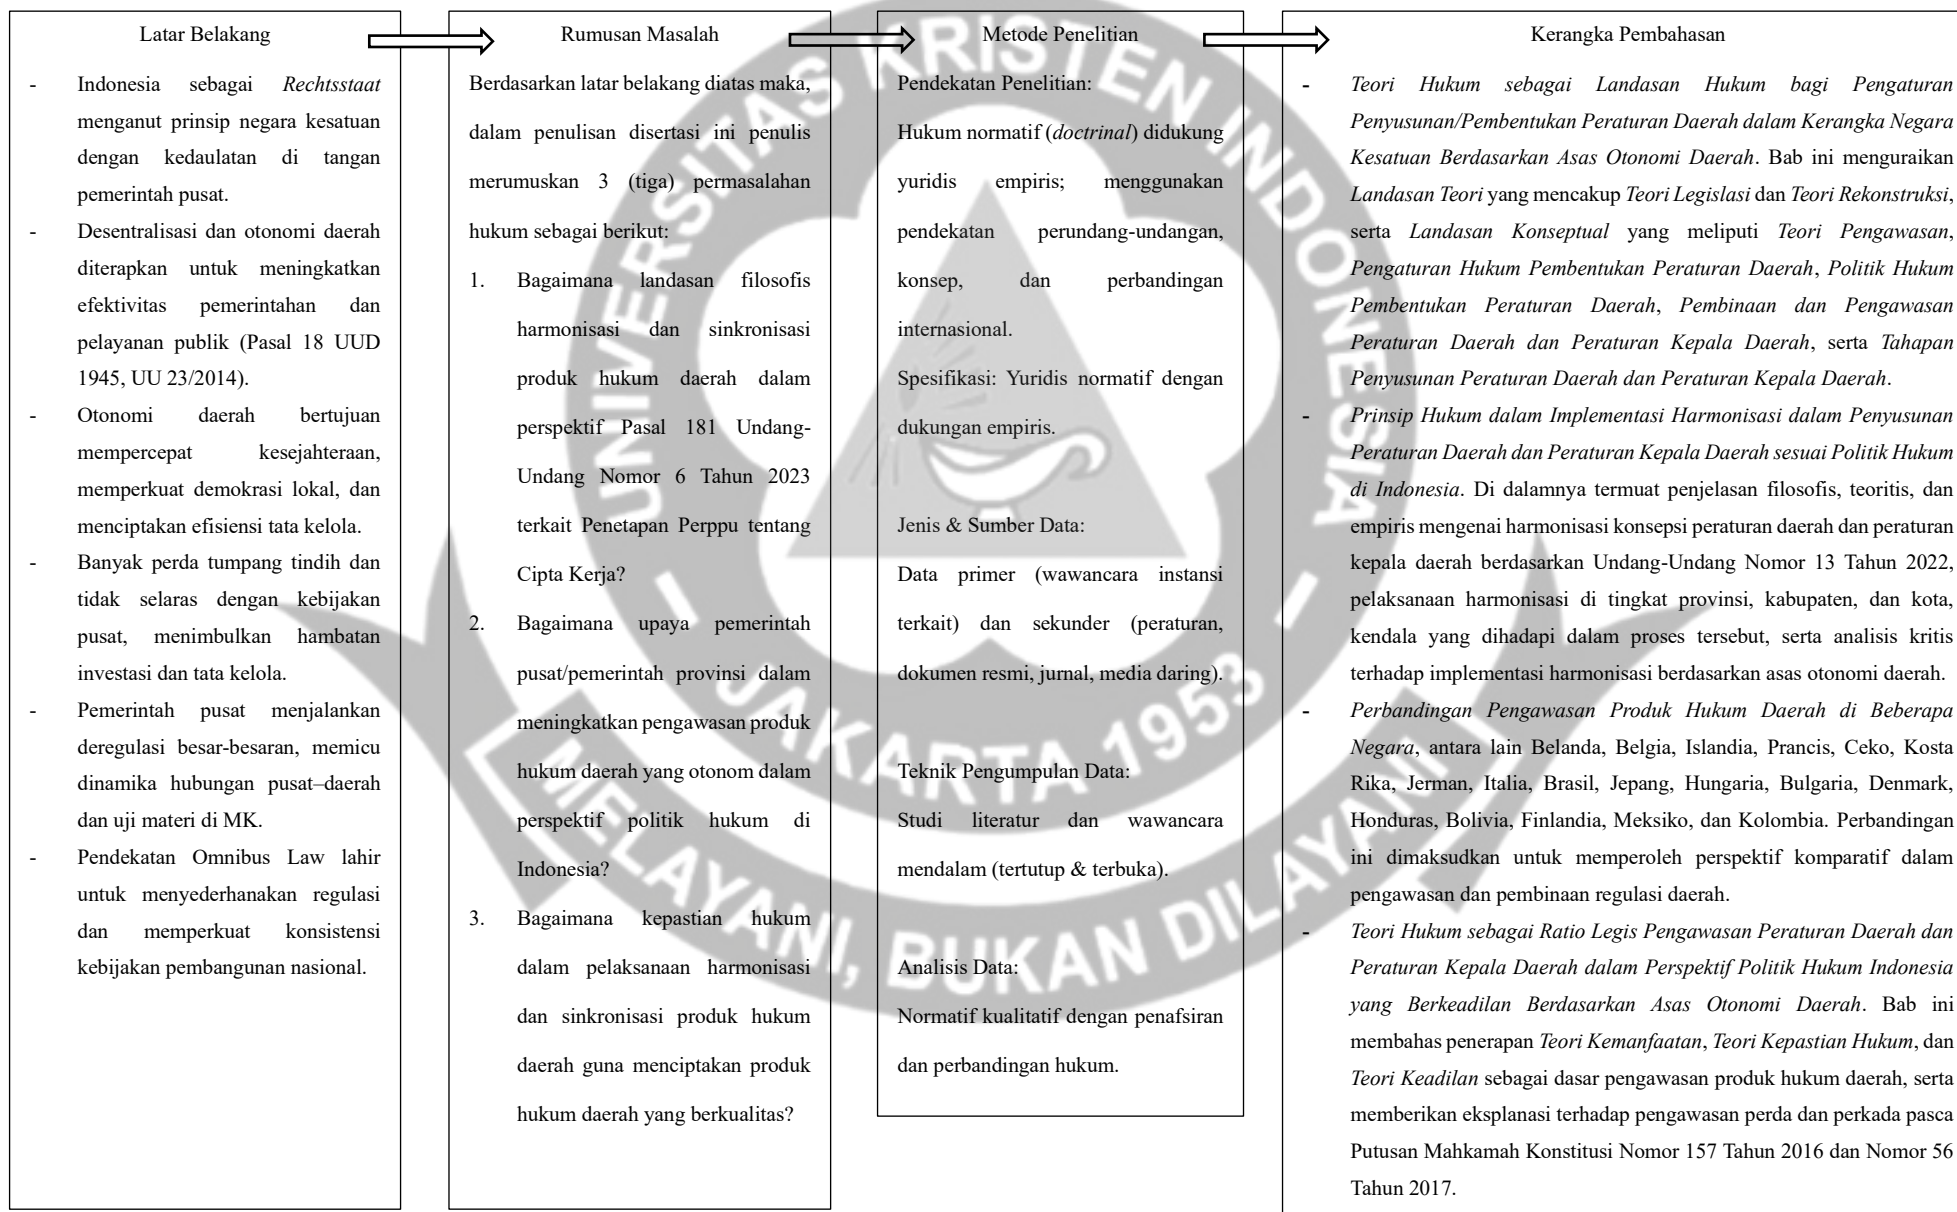 Latar Belakang
- Indonesia sebagai Rechtsstaat
menganut prinsip negara kesatuan
dengan kedaulatan di tangan
pemerintah pusat.
- Desentralisasi dan otonomi daerah
diterapkan untuk meningkatkan
efektivitas pemerintahan dan
pelayanan publik (Pasal 18 UUD
1945, UU 23/2014).
- Otonomi daerah bertujuan
mempercepat kesejahteraan,
memperkuat demokrasi lokal, dan
menciptakan efisiensi tata kelola.
- Banyak perda tumpang tindih dan
tidak selaras dengan kebijakan
pusat, menimbulkan hambatan
investasi dan tata kelola.
- Pemerintah pusat menjalankan
deregulasi besar-besaran, memicu
dinamika hubungan pusat–daerah
dan uji materi di MK.
- Pendekatan Omnibus Law lahir
untuk menyederhanakan regulasi
dan memperkuat konsistensi
kebijakan pembangunan nasional.
Rumusan Masalah
Berdasarkan latar belakang diatas maka,
dalam penulisan disertasi ini penulis
merumuskan 3 (tiga) permasalahan
hukum sebagai berikut:
1. Bagaimana landasan filosofis
harmonisasi dan sinkronisasi
produk hukum daerah dalam
perspektif Pasal 181 Undang-
Undang Nomor 6 Tahun 2023
terkait Penetapan Perppu tentang
Cipta Kerja?
2. Bagaimana upaya pemerintah
pusat/pemerintah provinsi dalam
meningkatkan pengawasan produk
hukum daerah yang otonom dalam
perspektif politik hukum di
Indonesia?
3. Bagaimana kepastian hukum
dalam pelaksanaan harmonisasi
dan sinkronisasi produk hukum
daerah guna menciptakan produk
hukum daerah yang berkualitas?
Metode Penelitian
Pendekatan Penelitian:
Hukum normatif (doctrinal) didukung
yuridis empiris; menggunakan
pendekatan perundang-undangan,
konsep, dan perbandingan
internasional.
Spesifikasi: Yuridis normatif dengan
dukungan empiris.
Jenis & Sumber Data:
Data primer (wawancara instansi
terkait) dan sekunder (peraturan,
dokumen resmi, jurnal, media daring).
Teknik Pengumpulan Data:
Studi literatur dan wawancara
mendalam (tertutup & terbuka).
Analisis Data:
Normatif kualitatif dengan penafsiran
dan perbandingan hukum.
Kerangka Pembahasan
- Teori Hukum sebagai Landasan Hukum bagi Pengaturan
Penyusunan/Pembentukan Peraturan Daerah dalam Kerangka Negara
Kesatuan Berdasarkan Asas Otonomi Daerah. Bab ini menguraikan
Landasan Teori yang mencakup Teori Legislasi dan Teori Rekonstruksi,
serta Landasan Konseptual yang meliputi Teori Pengawasan,
Pengaturan Hukum Pembentukan Peraturan Daerah, Politik Hukum
Pembentukan Peraturan Daerah, Pembinaan dan Pengawasan
Peraturan Daerah dan Peraturan Kepala Daerah, serta Tahapan
Penyusunan Peraturan Daerah dan Peraturan Kepala Daerah.
- Prinsip Hukum dalam Implementasi Harmonisasi dalam Penyusunan
Peraturan Daerah dan Peraturan Kepala Daerah sesuai Politik Hukum
di Indonesia. Di dalamnya termuat penjelasan filosofis, teoritis, dan
empiris mengenai harmonisasi konsepsi peraturan daerah dan peraturan
kepala daerah berdasarkan Undang-Undang Nomor 13 Tahun 2022,
pelaksanaan harmonisasi di tingkat provinsi, kabupaten, dan kota,
kendala yang dihadapi dalam proses tersebut, serta analisis kritis
terhadap implementasi harmonisasi berdasarkan asas otonomi daerah.
- Perbandingan Pengawasan Produk Hukum Daerah di Beberapa
Negara, antara lain Belanda, Belgia, Islandia, Prancis, Ceko, Kosta
Rika, Jerman, Italia, Brasil, Jepang, Hungaria, Bulgaria, Denmark,
Honduras, Bolivia, Finlandia, Meksiko, dan Kolombia. Perbandingan
ini dimaksudkan untuk memperoleh perspektif komparatif dalam
pengawasan dan pembinaan regulasi daerah.
- Teori Hukum sebagai Ratio Legis Pengawasan Peraturan Daerah dan
Peraturan Kepala Daerah dalam Perspektif Politik Hukum Indonesia
yang Berkeadilan Berdasarkan Asas Otonomi Daerah. Bab ini
membahas penerapan Teori Kemanfaatan, Teori Kepastian Hukum, dan
Teori Keadilan sebagai dasar pengawasan produk hukum daerah, serta
memberikan eksplanasi terhadap pengawasan perda dan perkada pasca
Putusan Mahkamah Konstitusi Nomor 157 Tahun 2016 dan Nomor 56
Tahun 2017.
UNIVERSITAS KRISTEN INDONESIA
JAKARTA 1953
MELAYANI, BUKAN DILAYANI